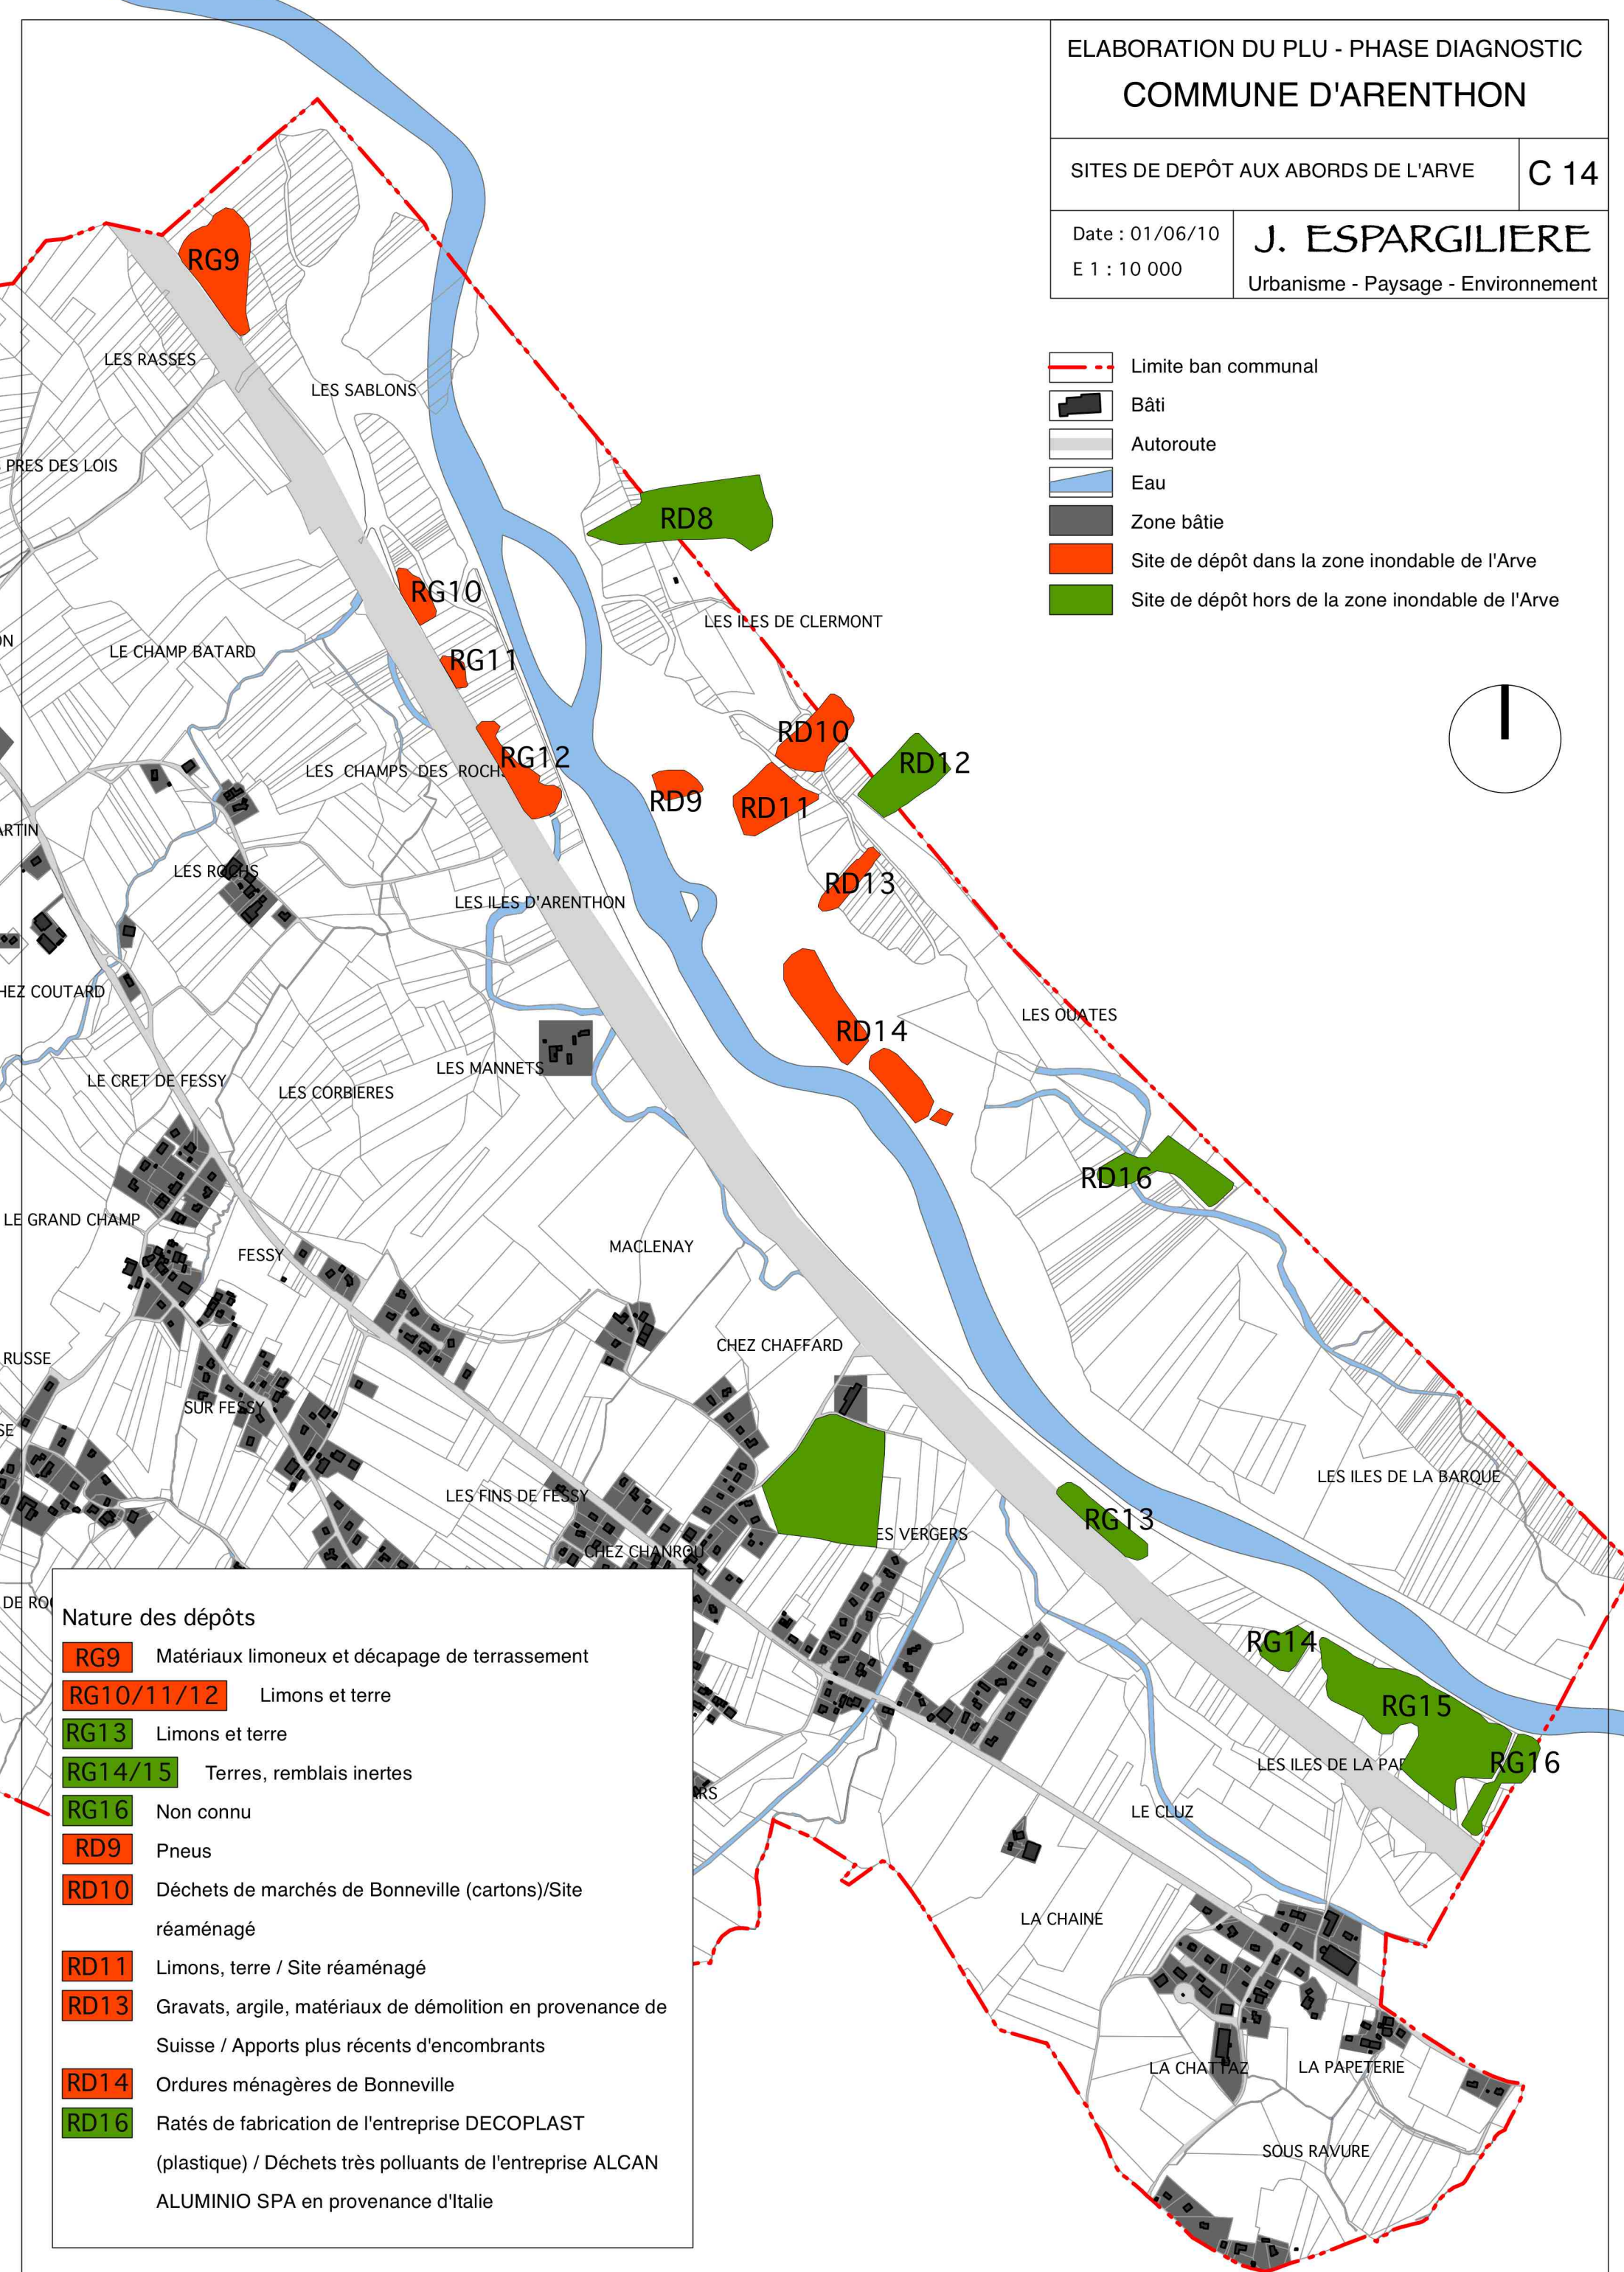 ELABORATION DU PLU - PHASE DIAGNOSTIC
COMMUNE D'ARENTHON
SITES DE DEPÔT AUX ABORDS DE L'ARVE
C 14
Date : 01/06/10
E 1 : 10 000
J. ESPARGILIERE
Urbanisme - Paysage - Environnement
Limite ban communal
Bâti
Autoroute
Eau
Zone bâtie
Site de dépôt dans la zone inondable de l'Arve
Site de dépôt hors de la zone inondable de l'Arve
RG9
LES RASSES
LES SABLONS
PRES DES LOIS
RD8
RG10
LES ILES DE CLERMONT
LE CHAMP BATARD
RG11
RD10
RG12
RD12
LES CHAMPS DES ROCH
RD9
RD11
LES ROCHS
RD13
LES ILES D'ARENTHON
HEZ COUTARD
LES OUATES
RD14
LES MANNETS
LE CRET DE FESSY
LES CORBIERES
RD16
LE GRAND CHAMP
FESSY
MACLENAY
CHEZ CHAFFARD
RUSSE
SUR FESSY
LES ILES DE LA BARQUE
LES FINS DE FESSY
RG13
ES VERGERS
CHEZ CHANROU
RG14
RG15
RG16
LES ILES DE LA PAP
LE CLUZ
LA CHAINE
LA CHATTAZ
LA PAPETERIE
SOUS RAVURE
Nature des dépôts
RG9 Matériaux limoneux et décapage de terrassement
RG10/11/12 Limons et terre
RG13 Limons et terre
RG14/15 Terres, remblais inertes
RG16 Non connu
RD9 Pneus
RD10 Déchets de marchés de Bonneville (cartons)/Site
réaménagé
RD11 Limons, terre / Site réaménagé
RD13 Gravats, argile, matériaux de démolition en provenance de
Suisse / Apports plus récents d'encombrants
RD14 Ordures ménagères de Bonneville
RD16 Ratés de fabrication de l'entreprise DECOPLAST
(plastique) / Déchets très polluants de l'entreprise ALCAN
ALUMINIO SPA en provenance d'Italie